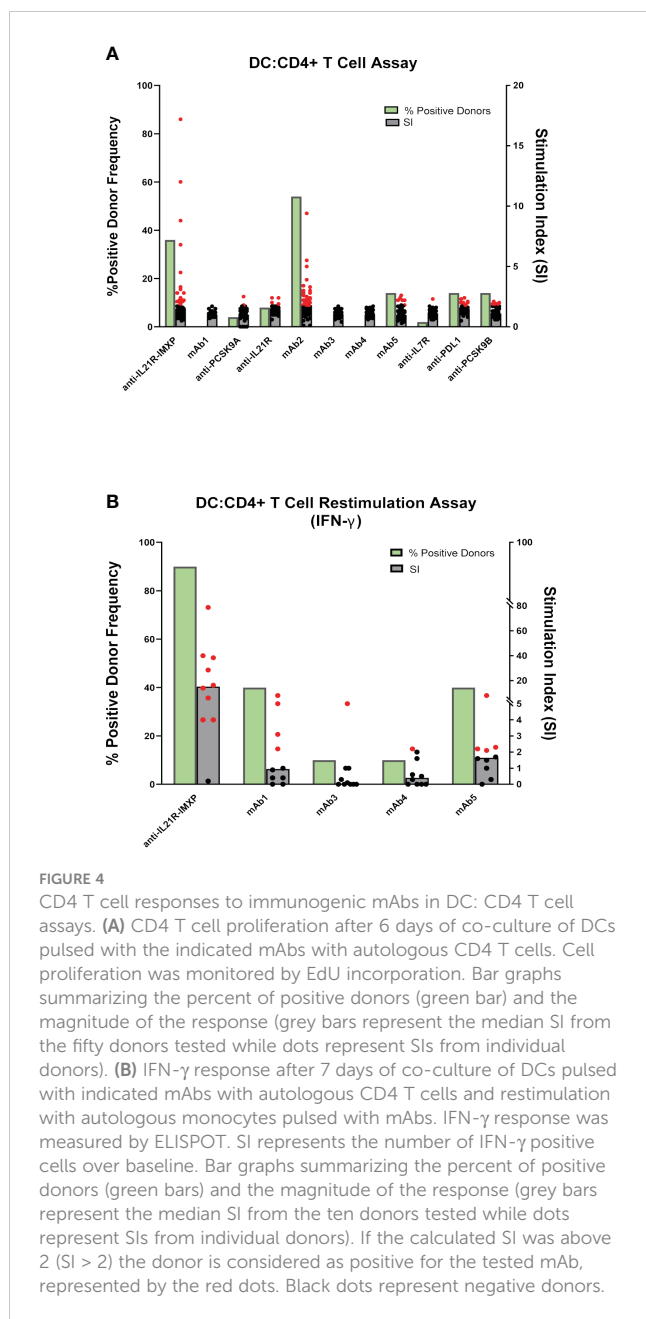 A
DC:CD4+ T Cell Assay
% Positive Donors
SI
%Positive Donor Frequency
100
80
60
40
20
0
20
15
10
5
0
Stimulation Index (SI)
anti-IL21R-IMXP
mAb1
anti-PCSK9A
anti-IL21R
mAb2
mAb3
mAb4
mAb5
anti-IL7R
anti-PDL1
anti-PCSK9B
B
DC:CD4+ T Cell Restimulation Assay
(IFN-γ)
% Positive Donors
SI
% Positive Donor Frequency
100
80
60
40
20
0
100
80
60
40
20
5
4
3
2
1
0
Stimulation Index (SI)
anti-IL21R-IMXP
mAb1
mAb3
mAb4
mAb5
FIGURE 4
CD4 T cell responses to immunogenic mAbs in DC: CD4 T cell
assays. (A) CD4 T cell proliferation after 6 days of co-culture of DCs
pulsed with the indicated mAbs with autologous CD4 T cells. Cell
proliferation was monitored by EdU incorporation. Bar graphs
summarizing the percent of positive donors (green bar) and the
magnitude of the response (grey bars represent the median SI from
the fifty donors tested while dots represent SIs from individual
donors). (B) IFN-γ response after 7 days of co-culture of DCs pulsed
with indicated mAbs with autologous CD4 T cells and restimulation
with autologous monocytes pulsed with mAbs. IFN-γ response was
measured by ELISPOT. SI represents the number of IFN-γ positive
cells over baseline. Bar graphs summarizing the percent of positive
donors (green bars) and the magnitude of the response (grey bars
represent the median SI from the ten donors tested while dots
represent SIs from individual donors). If the calculated SI was above
2 (SI > 2) the donor is considered as positive for the tested mAb,
represented by the red dots. Black dots represent negative donors.